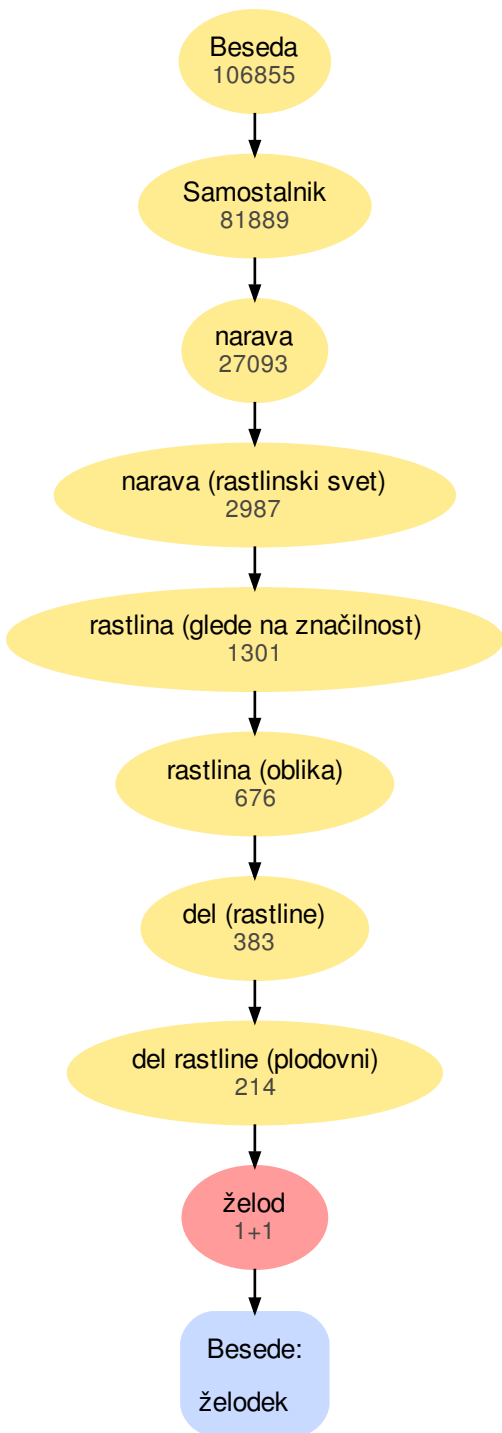 Beseda
106855
Samostalnik
81889
narava
27093
narava (rastlinski svet)
2987
rastlina (glede na značilnost)
1301
rastlina (oblika)
676
del (rastline)
383
del rastline (plodovni)
214
želod
1+1
Besede:
želodek